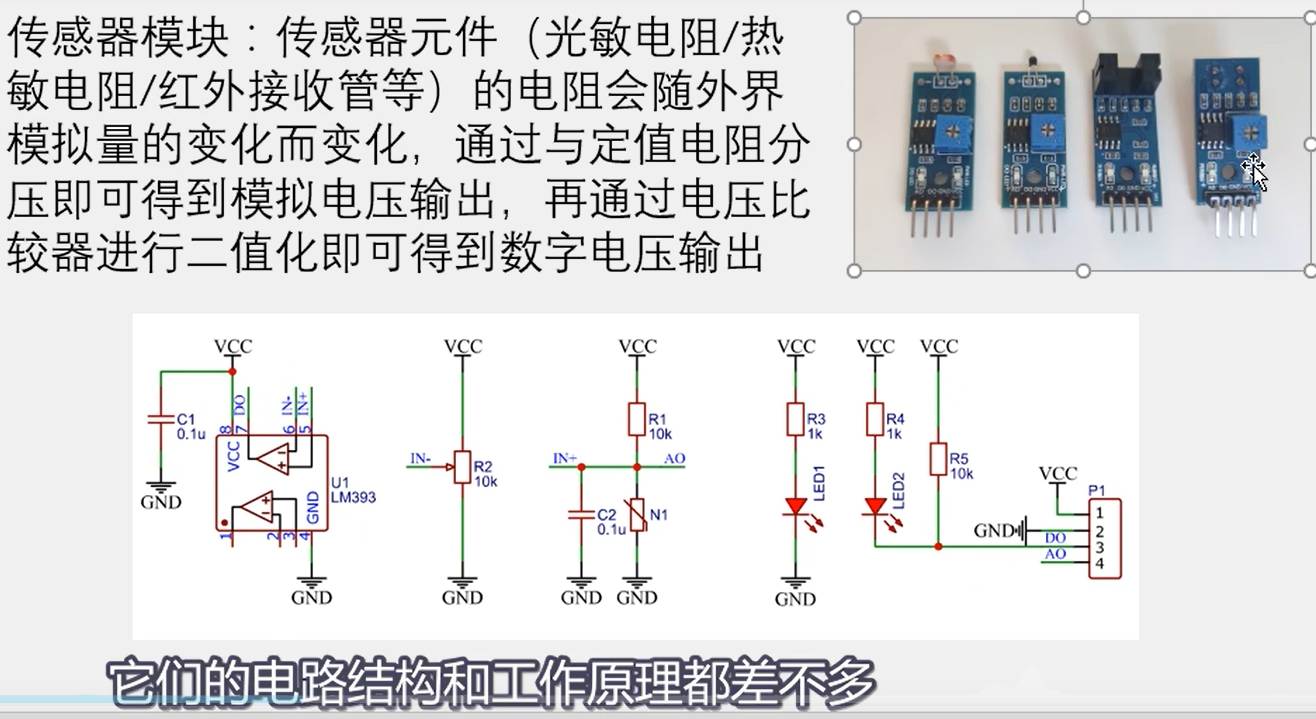 传感器模块：传感器元件（光敏电阻/热
敏电阻/红外接收管等）的电阻会随外界
模拟量的变化而变化，通过与定值电阻分
压即可得到模拟电压输出，再通过电压比
较器进行二值化即可得到数字电压输出
VCC
C1
0.1u
GND
DO
IN-
IN+
8
7
6
5
VCC
GND
U1
LM393
1
2
3
4
GND
VCC
IN-
R2
10k
GND
VCC
R1
10k
IN+
AO
C2
0.1u
N1
GND
GND
VCC
R3
1k
LED1
GND
VCC
R4
1k
LED2
VCC
R5
10k
VCC
P1
GND
DO
AO
1
2
3
4
它们的电路结构和工作原理都差不多